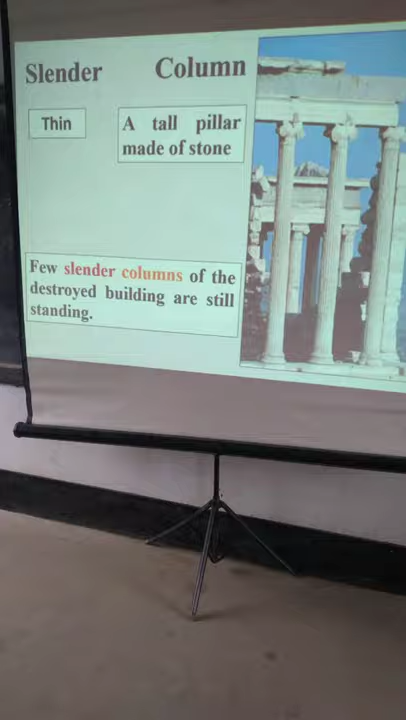 Slender Column
Thin
A tall pillar
made of stone
Few slender columns of the
destroyed building are still
standing.